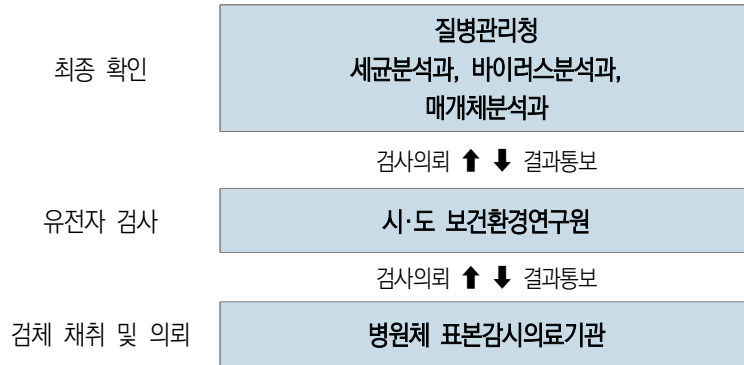 최종 확인
질병관리청
세균분석과, 바이러스분석과,
매개체분석과
검사의뢰 ⬆ ⬇ 결과통보
유전자 검사
시·도 보건환경연구원
검사의뢰 ⬆ ⬇ 결과통보
검체 채취 및 의뢰
병원체 표본감시의료기관